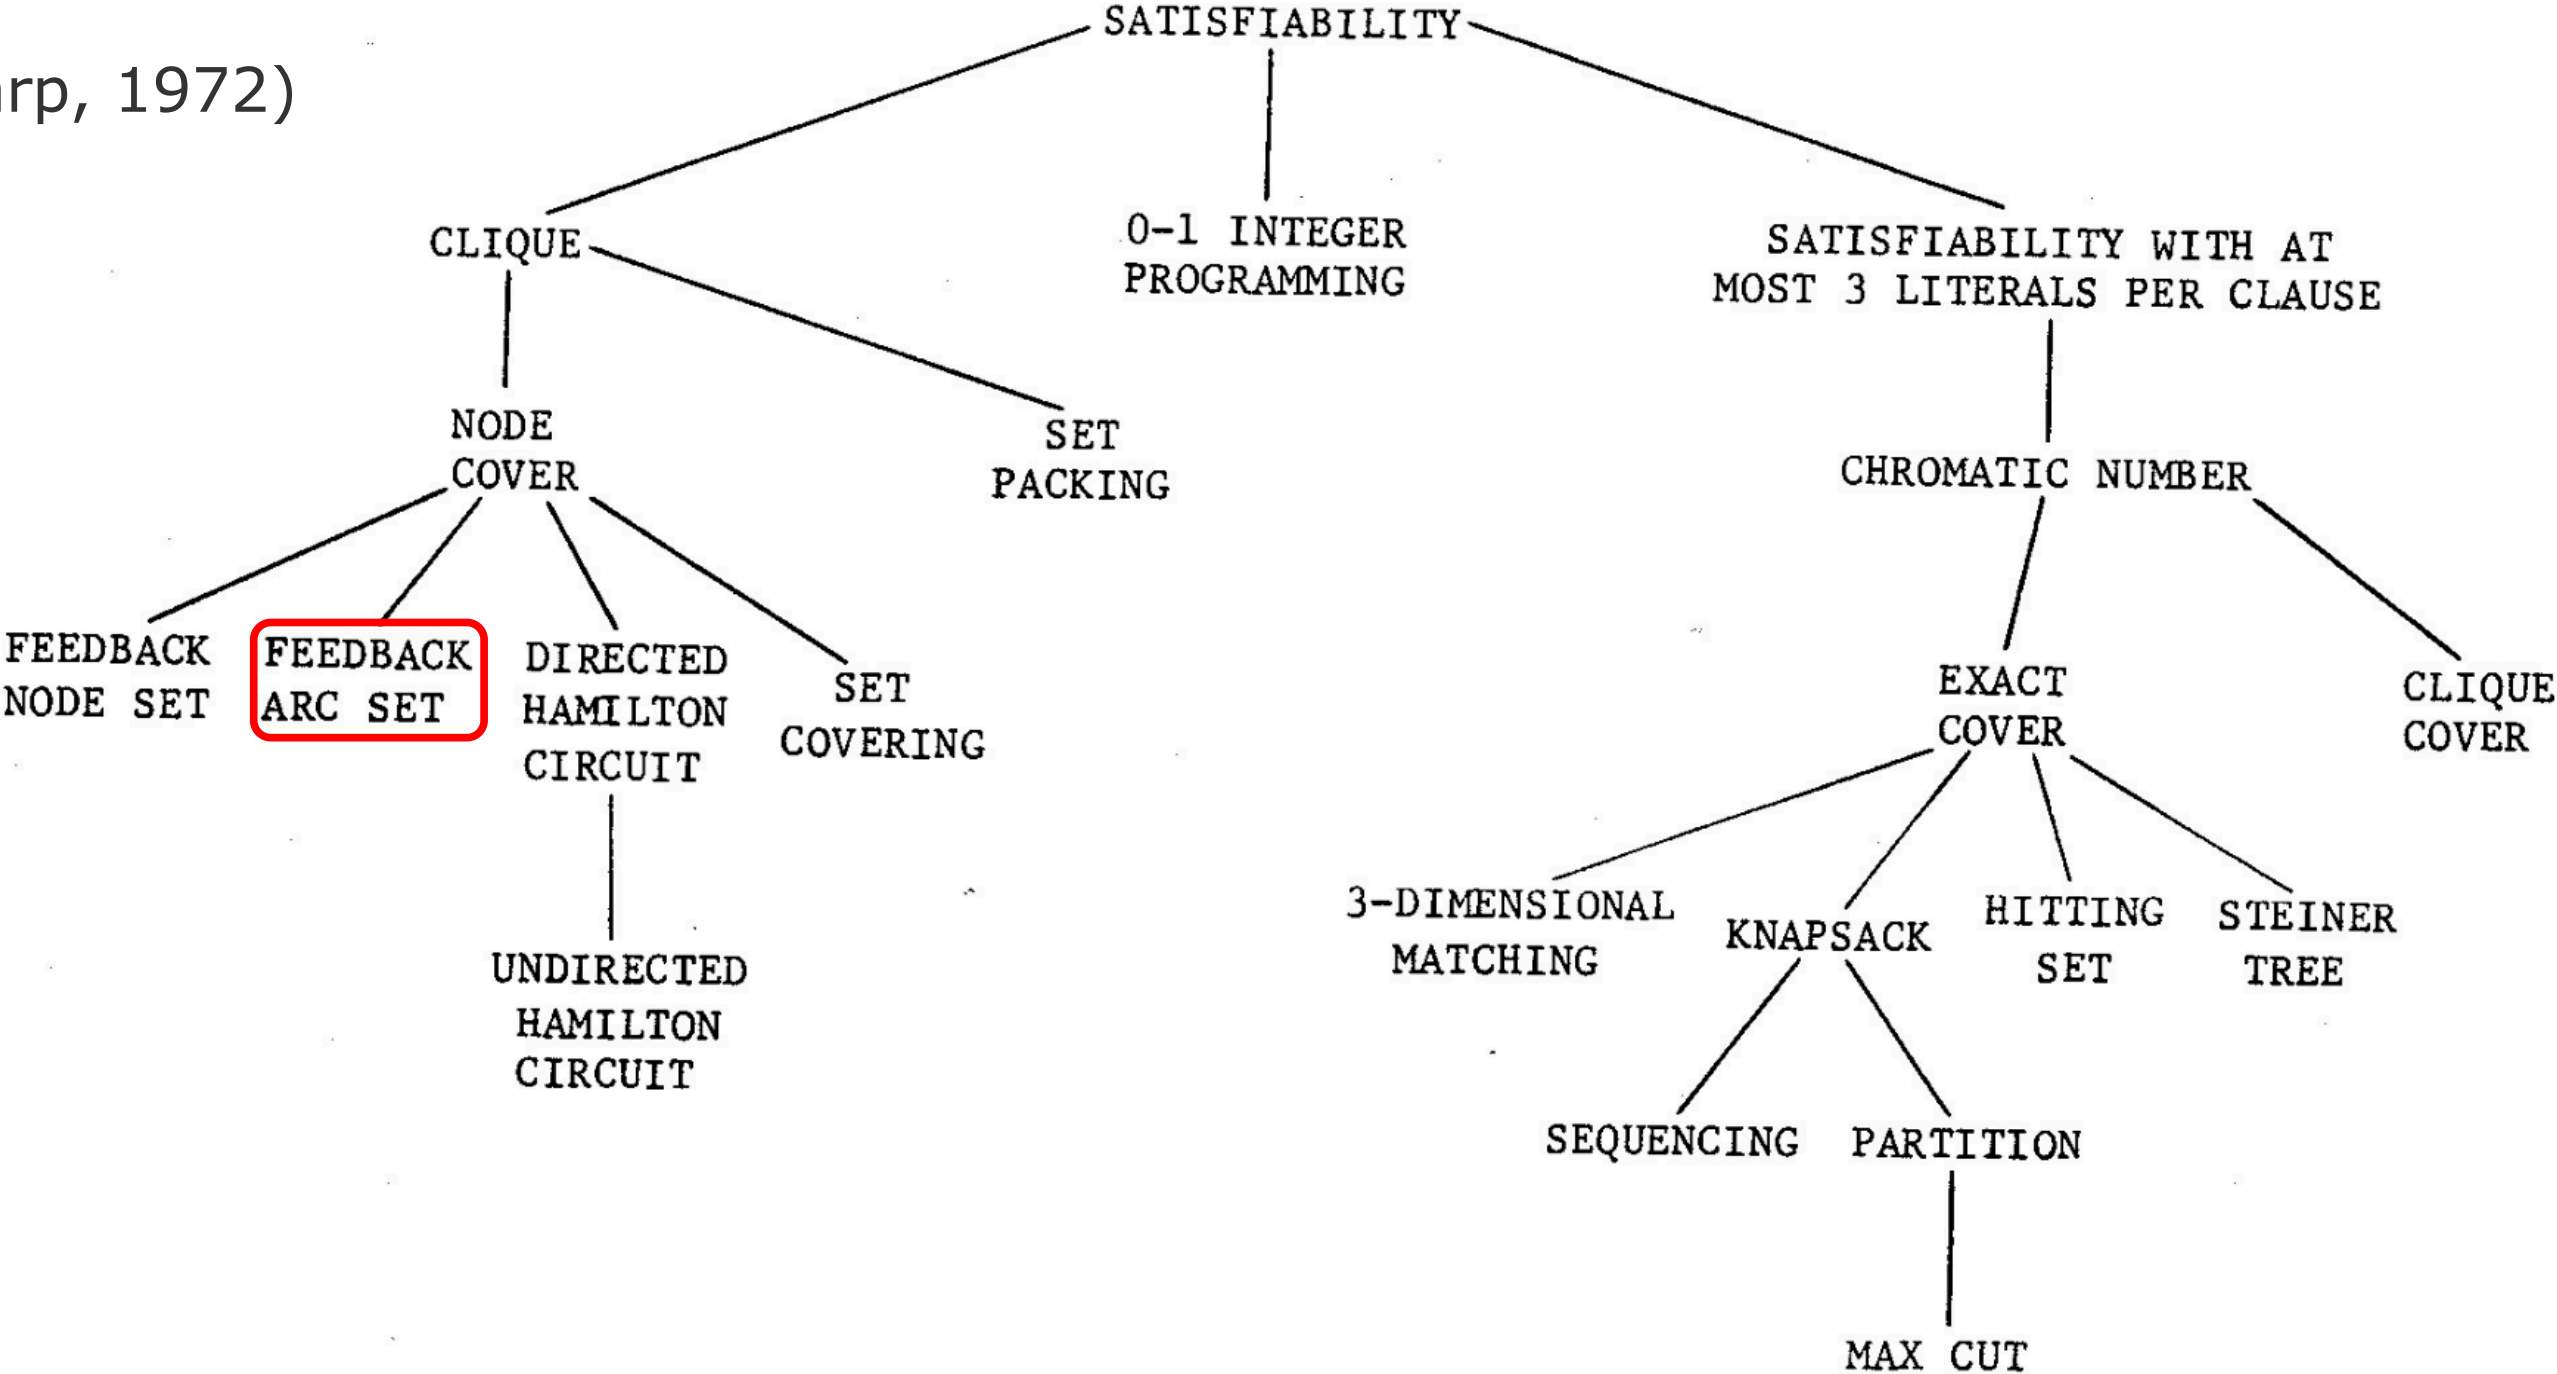 SATISFIABILITY
arp, 1972)
CLIQUE
0-1 INTEGER
PROGRAMMING
SATISFIABILITY WITH AT
MOST 3 LITERALS PER CLAUSE
NODE
COVER
SET
PACKING
CHROMATIC NUMBER
FEEDBACK
NODE SET
FEEDBACK
ARC SET
DIRECTED
HAMILTON
CIRCUIT
SET
COVERING
EXACT
COVER
CLIQUE
COVER
UNDIRECTED
HAMILTON
CIRCUIT
3-DIMENSIONAL
MATCHING
KNAPSACK
HITTING
SET
STEINER
TREE
SEQUENCING
PARTITION
MAX CUT